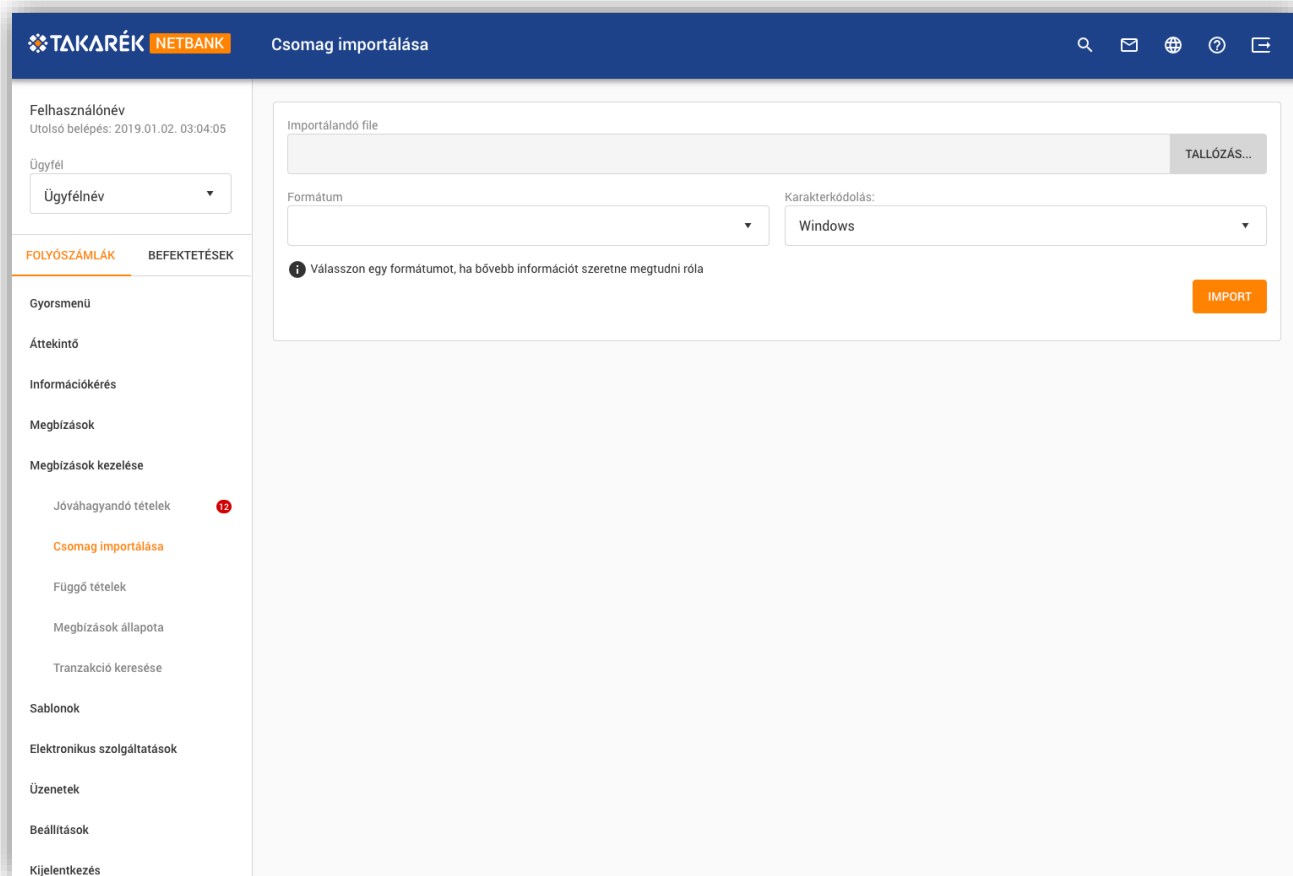 TAKARÉK NETBANK
Csomag importálása
Felhasználónév
Utolsó belépés: 2019.01.02. 03:04:05
Ügyfél
Ügyfélnév
FOLYÓSZÁMLÁK BEFEKTETÉSEK
Gyorsmenü
Áttekintő
Információkérés
Megbízások
Megbízások kezelése
Jóváhagyandó tételek 12
Csomag importálása
Függő tételek
Megbízások állapota
Tranzakció keresése
Sablonok
Elektronikus szolgáltatások
Üzenetek
Beállítások
Kijelentkezés
Importálandó file
TALLÓZÁS...
Formátum
Karakterkódolás:
Windows
Válasszon egy formátumot, ha bővebb információt szeretne megtudni róla
IMPORT